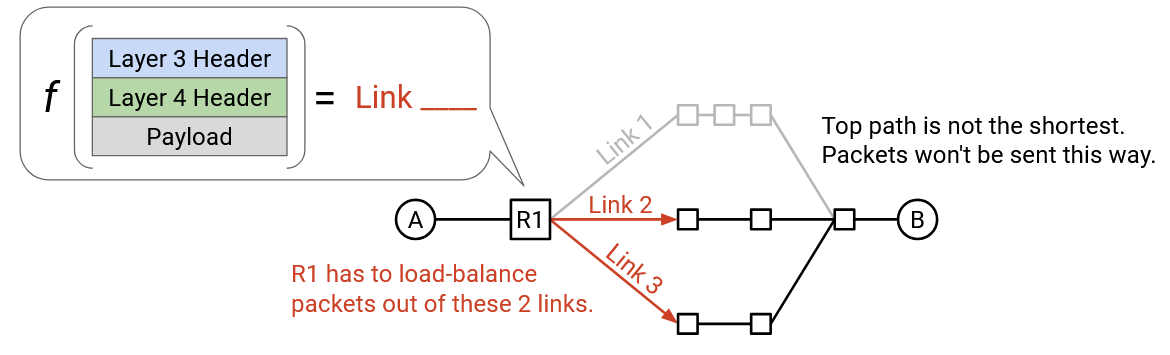 Layer 3 Header
f
Layer 4 Header
= Link ____
Payload
Link 1
Top path is not the shortest.
Packets won't be sent this way.
A
R1
Link 2
B
Link 3
R1 has to load-balance
packets out of these 2 links.